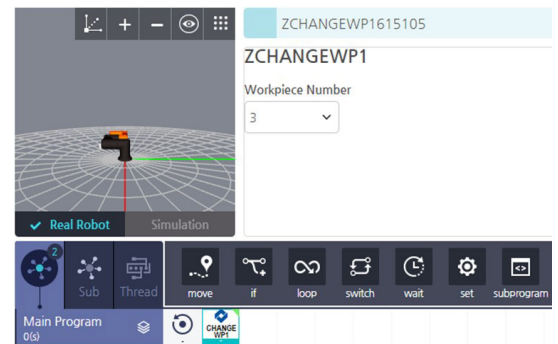 ZCHANGEWP1615105
ZCHANGEWP1
Workpiece Number
3
Real Robot
Simulation
2
Sub
Thread
move
if
loop
switch
wait
set
subprogram
Main Program
0(s)
CHANGE
WP1